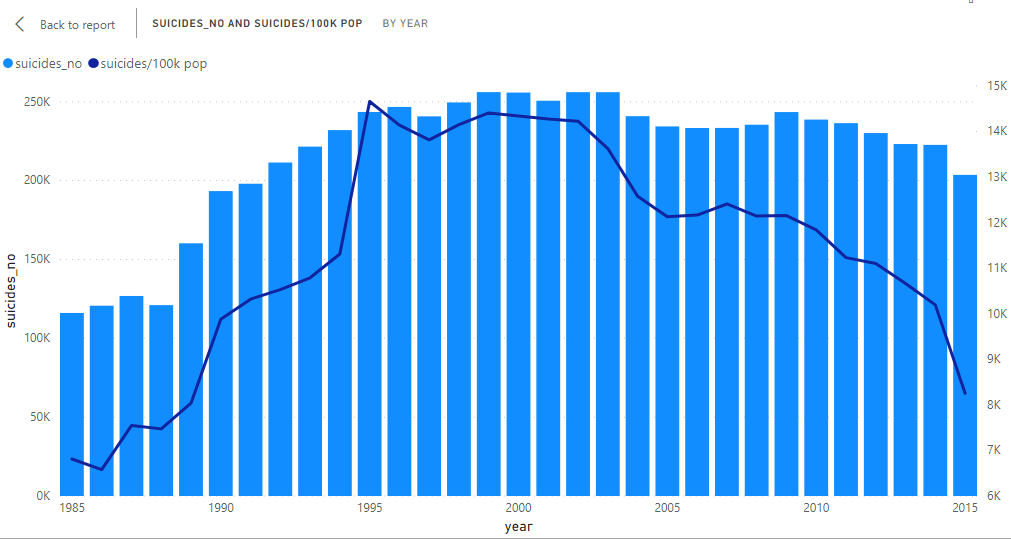 Back to report
SUICIDES_NO AND SUICIDES/100K POP
BY YEAR
suicides_no
suicides/100k pop
250K
200K
150K
100K
50K
0K
suicides_no
15K
14K
13K
12K
11K
10K
9K
8K
7K
6K
1985
1990
1995
2000
2005
2010
2015
year